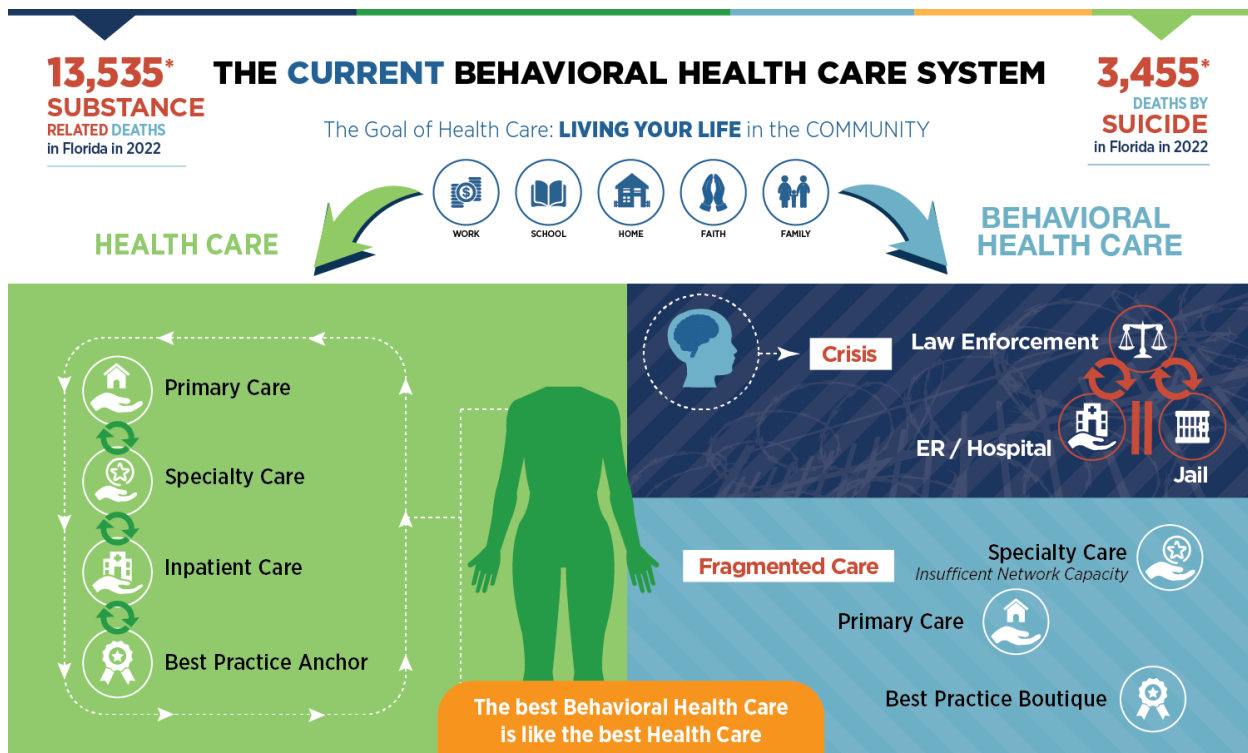 13,535*
SUBSTANCE
RELATED DEATHS
in Florida in 2022
THE CURRENT BEHAVIORAL HEALTH CARE SYSTEM
The Goal of Health Care: LIVING YOUR LIFE in the COMMUNITY
WORK
SCHOOL
HOME
FAITH
FAMILY
3,455*
DEATHS BY
SUICIDE
in Florida in 2022
HEALTH CARE
BEHAVIORAL
HEALTH CARE
Primary Care
Specialty Care
Inpatient Care
Best Practice Anchor
Crisis
Law Enforcement
ER / Hospital
Jail
Fragmented Care
Specialty Care
Insufficient Network Capacity
Primary Care
Best Practice Boutique
The best Behavioral Health Care
is like the best Health Care